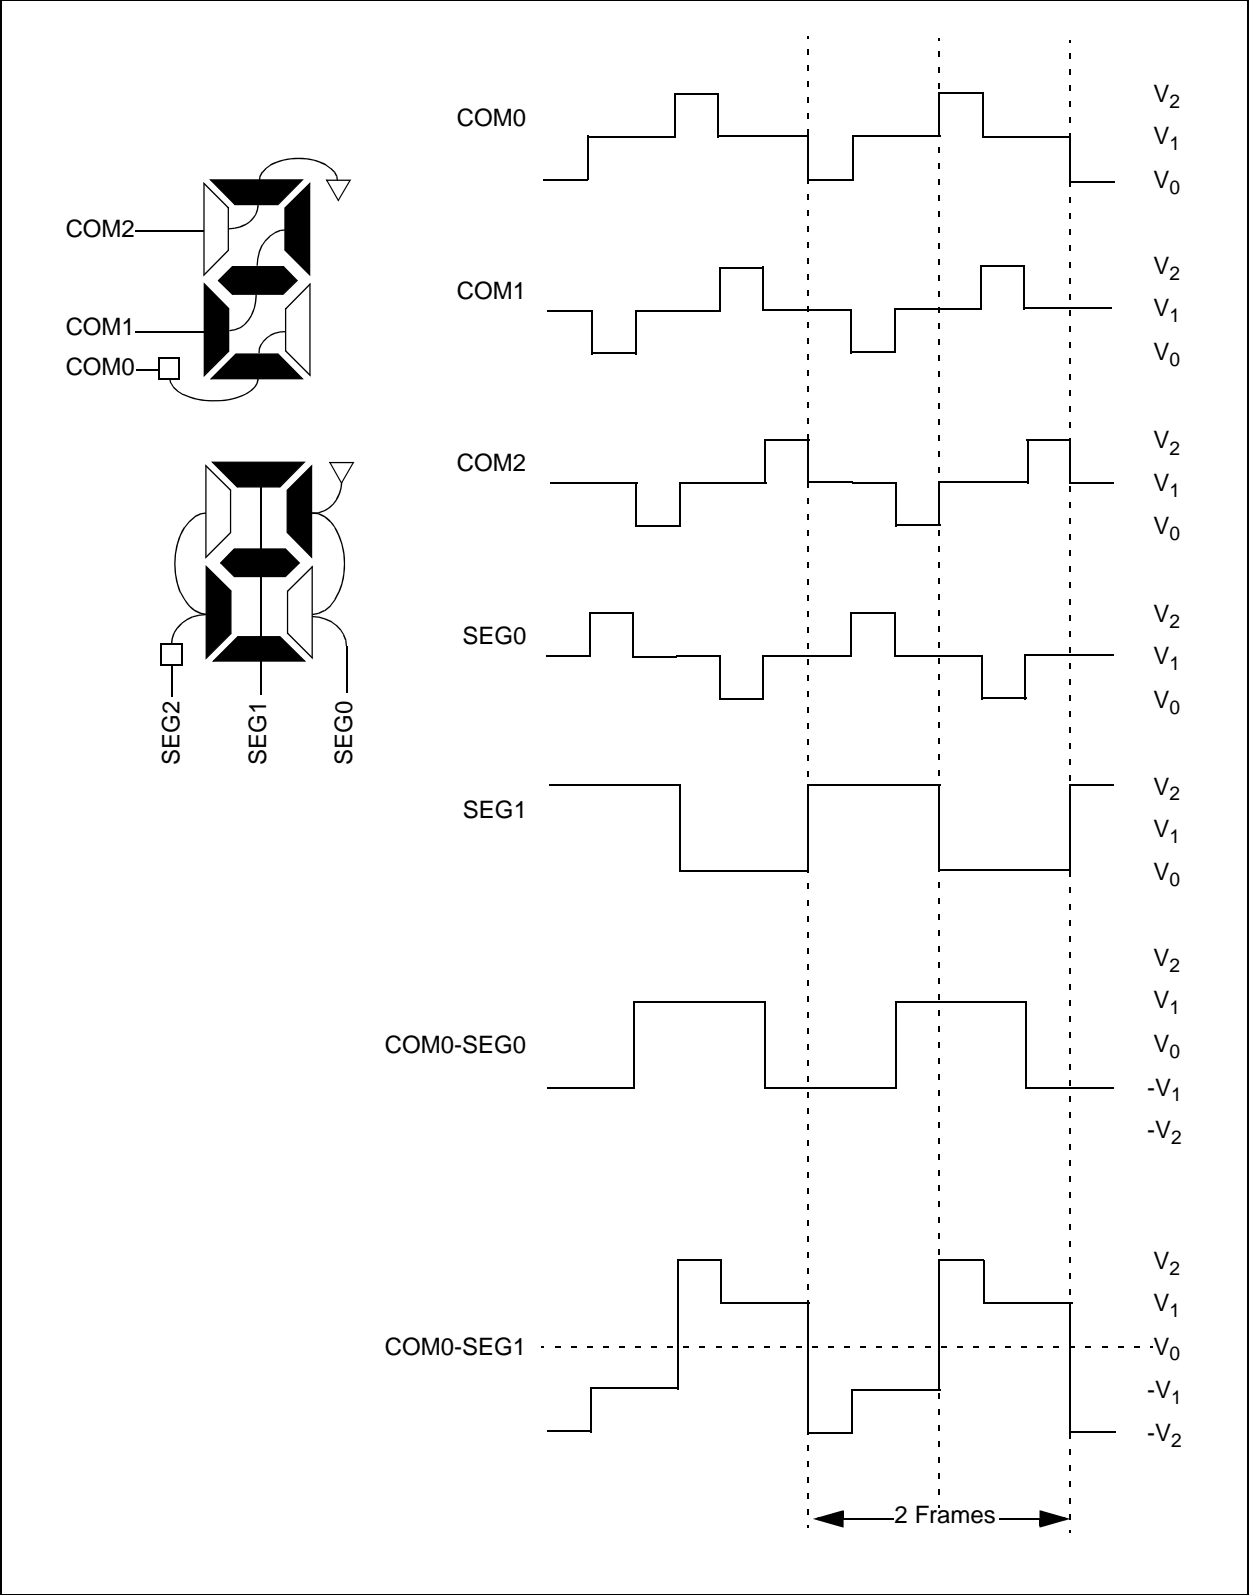 COM0
V2
V1
V0
COM2
COM1
COM0
COM1
V2
V1
V0
COM2
V2
V1
V0
SEG2
SEG1
SEG0
SEG0
V2
V1
V0
SEG1
V2
V1
V0
COM0-SEG0
V2
V1
V0
-V1
-V2
COM0-SEG1
V2
V1
V0
-V1
-V2
2 Frames